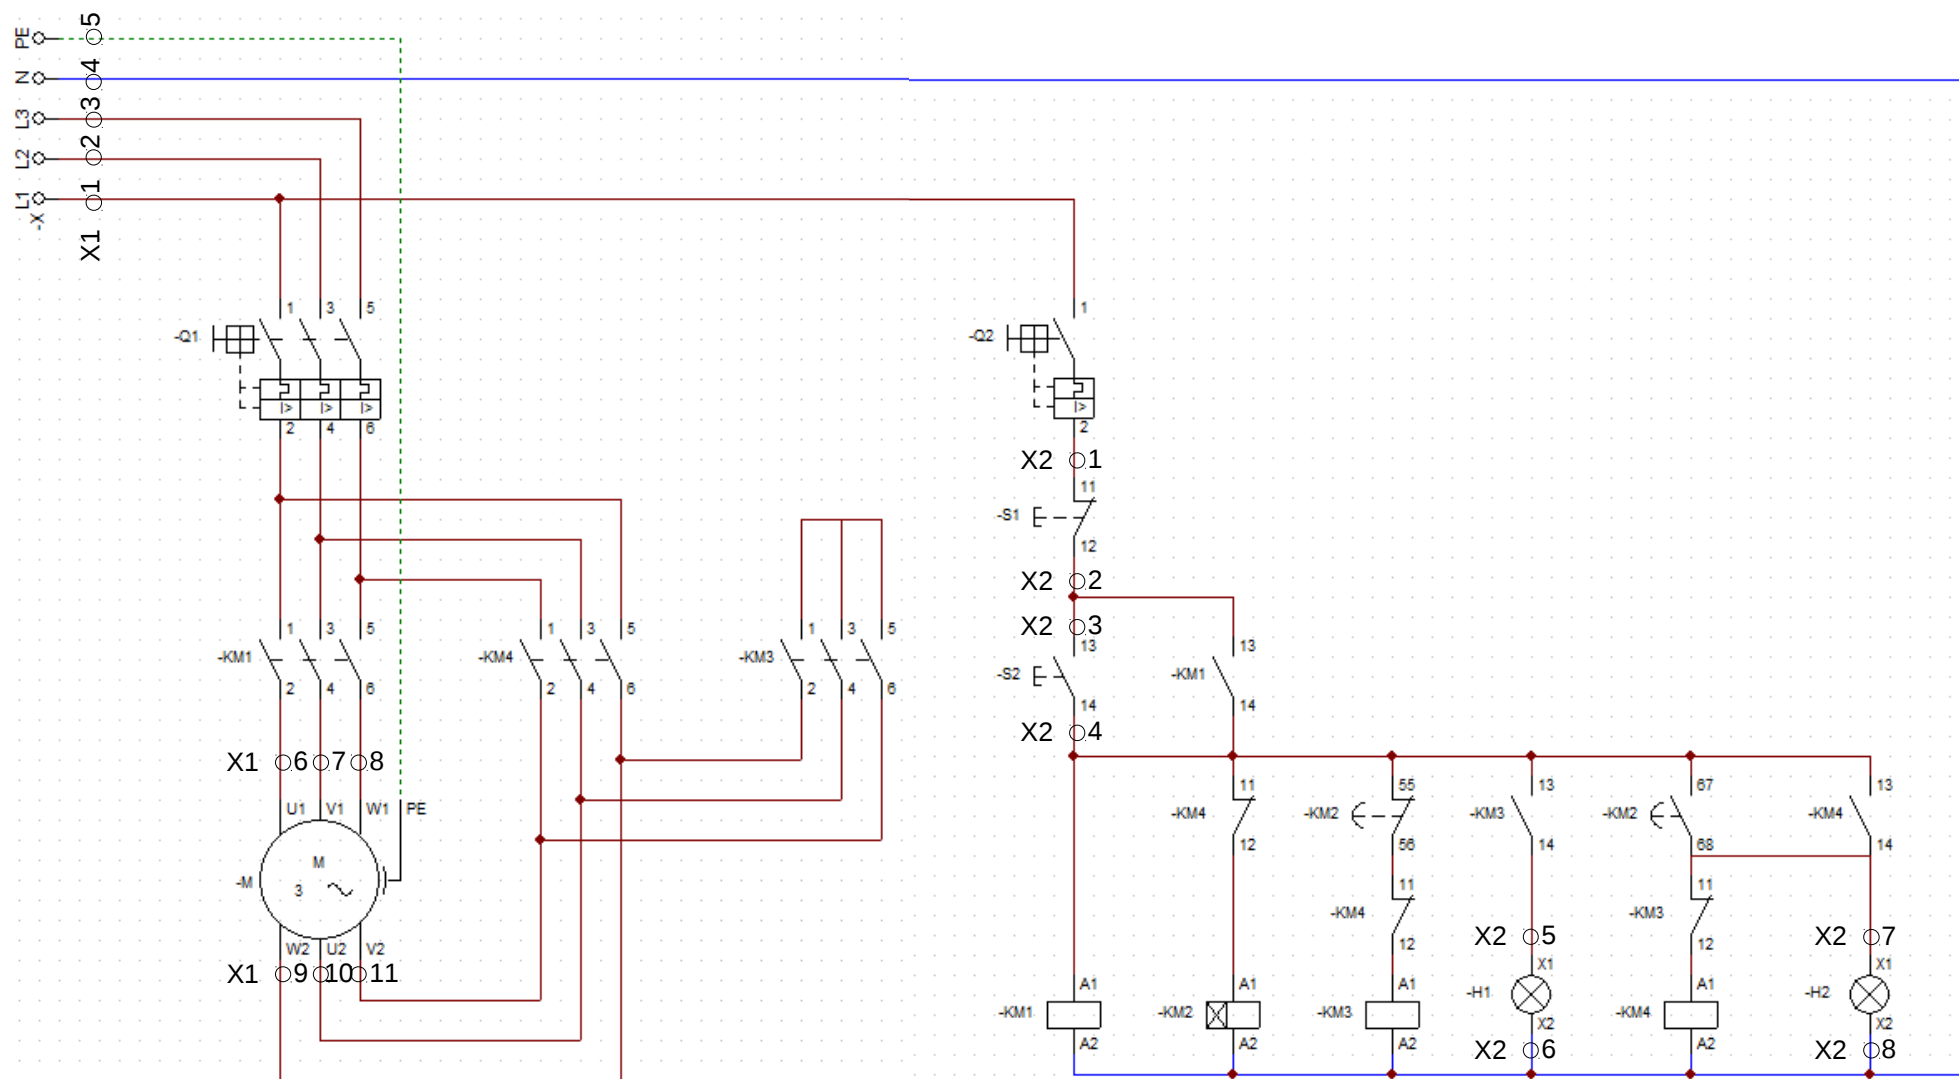 PE 5
N 4
L3 3
L2 2
L1 1
-X
X1
1 3 5
-Q1
I> I> I>
2 4 6
1 3 5
-KM1
2 4 6
1 3 5
-KM4
2 4 6
1 3 5
-KM3
2 4 6
X1 6 7 8
U1 V1 W1 PE
M
3
-M
W2 U2 V2
X1 9 10 11
1
-Q2
I>
2
X2 1
11
-S1
12
X2 2
X2 3
13
-S2
14
X2 4
13
-KM1
14
11
-KM4
12
55
-KM2
56
13
-KM3
14
67
-KM2
68
13
-KM4
14
11
-KM4
12
11
-KM3
12
X2 5
X2 7
A1
-KM1
A2
A1
-KM2
A2
A1
-KM3
A2
X1
-H1
X2
A1
-KM4
A2
X1
-H2
X2
X2 6
X2 8